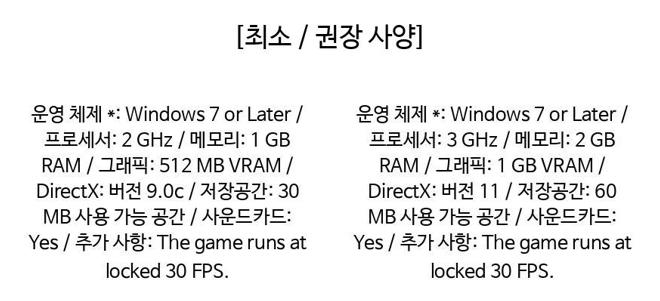 [최소 / 권장 사양]
운영 체제 *: Windows 7 or Later /
프로세서: 2 GHz / 메모리: 1 GB
RAM / 그래픽: 512 MB VRAM /
DirectX: 버전 9.0c / 저장공간: 30
MB 사용 가능 공간 / 사운드카드:
Yes / 추가 사항: The game runs at
locked 30 FPS.
운영 체제 *: Windows 7 or Later /
프로세서: 3 GHz / 메모리: 2 GB
RAM / 그래픽: 1 GB VRAM /
DirectX: 버전 11 / 저장공간: 60
MB 사용 가능 공간 / 사운드카드:
Yes / 추가 사항: The game runs at
locked 30 FPS.